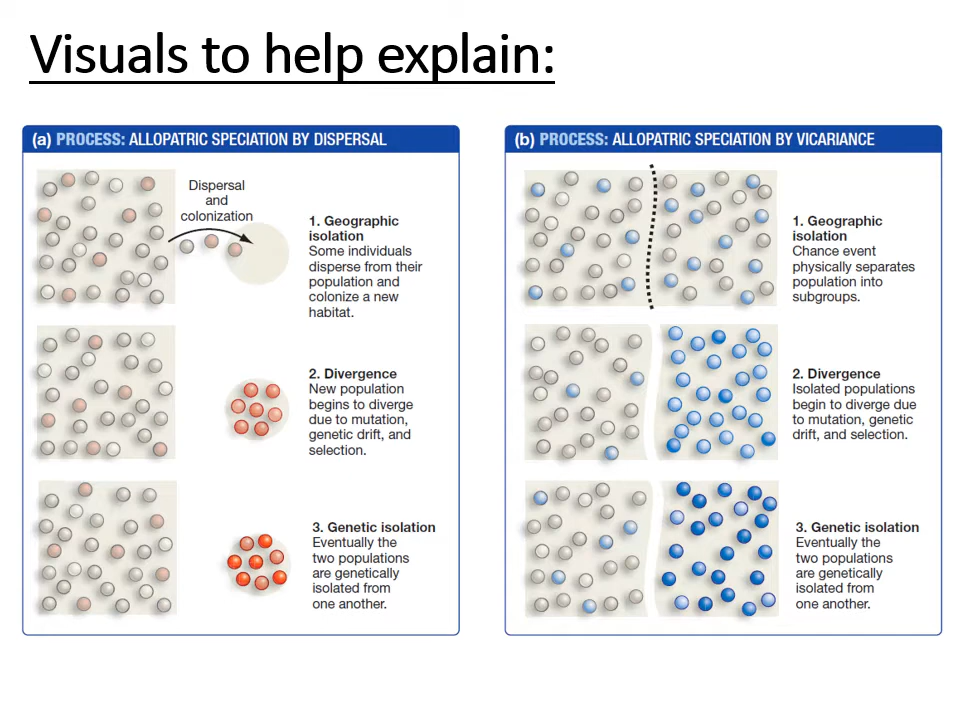 Visuals to help explain:
(a) PROCESS: ALLOPATRIC SPECIATION BY DISPERSAL
Dispersal
and
colonization
1. Geographic
isolation
Some individuals
disperse from their
population and
colonize a new
habitat.
2. Divergence
New population
begins to diverge
due to mutation,
genetic drift, and
selection.
3. Genetic isolation
Eventually the
two populations
are genetically
isolated from
one another.
(b) PROCESS: ALLOPATRIC SPECIATION BY VICARIANCE
1. Geographic
isolation
Chance event
physically separates
population into
subgroups.
2. Divergence
Isolated populations
begin to diverge due
to mutation, genetic
drift, and selection.
3. Genetic isolation
Eventually the
two populations
are genetically
isolated from
one another.